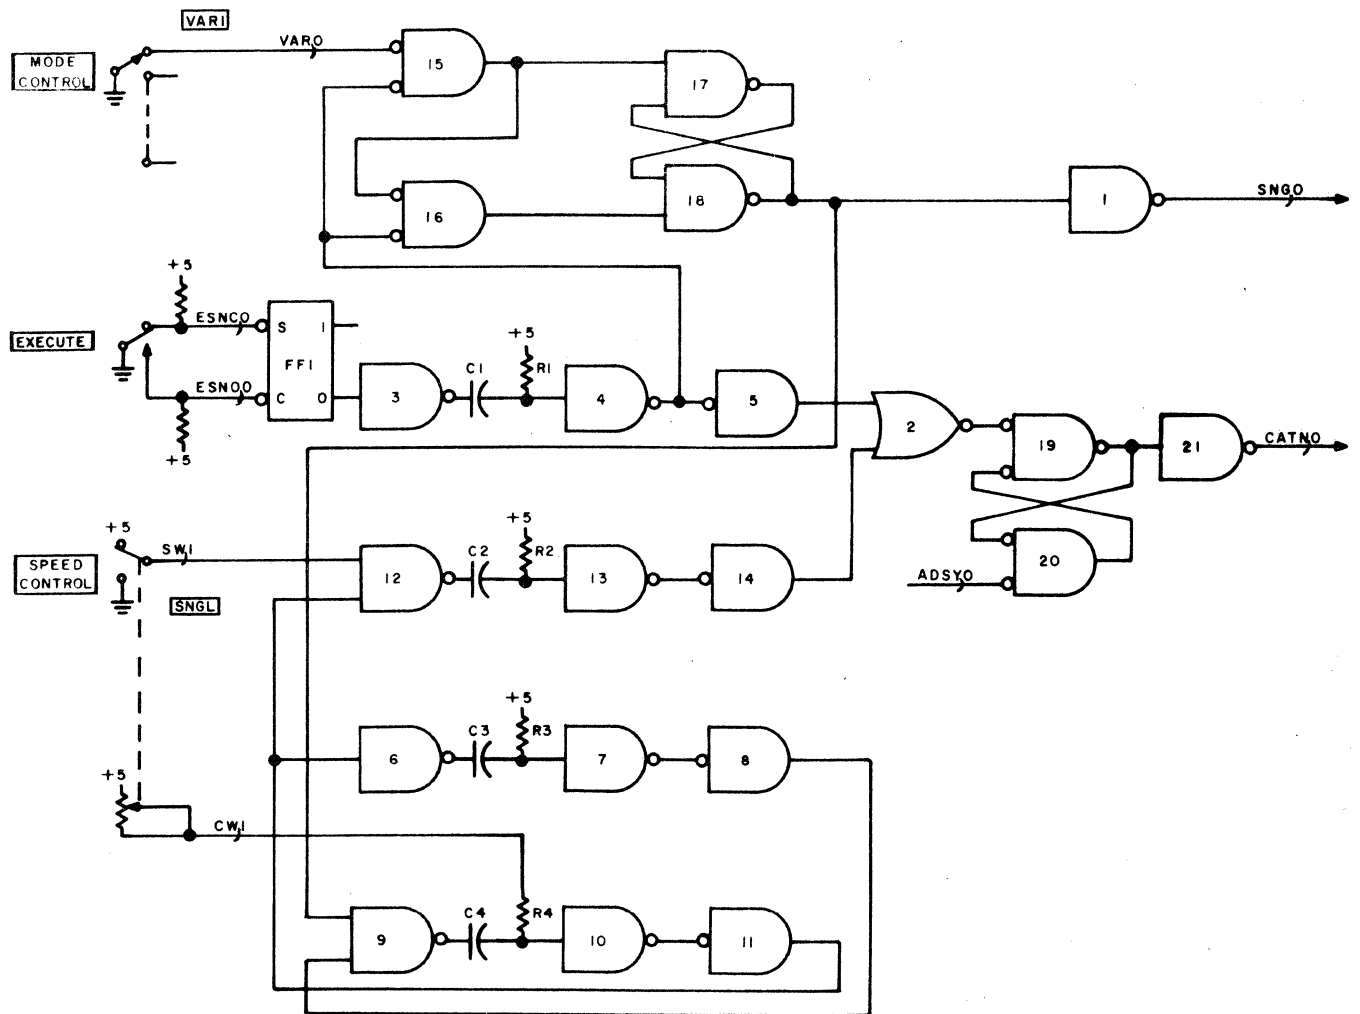 VARI
VARO
MODE
CONTROL
15
17
16
18
1
SNGO
+5
ESNCO
S
1
EXECUTE
FF1
ESNOO
C
0
+5
3
C1
+5
R1
4
5
2
19
21
CATNO
20
ADSYO
+5
SWI
SPEED
CONTROL
SNGL
12
C2
+5
R2
13
14
6
C3
+5
R3
7
8
+5
CWI
9
C4
R4
10
11